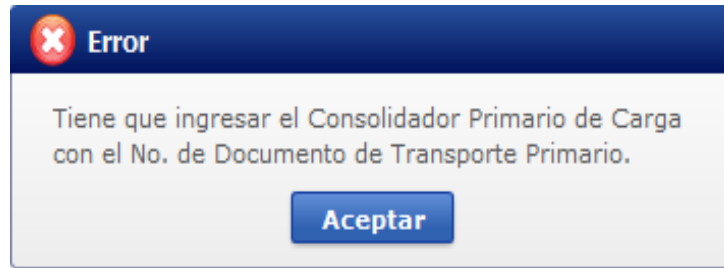 Error
Tiene que ingresar el Consolidador Primario de Carga
con el No. de Documento de Transporte Primario.
Aceptar